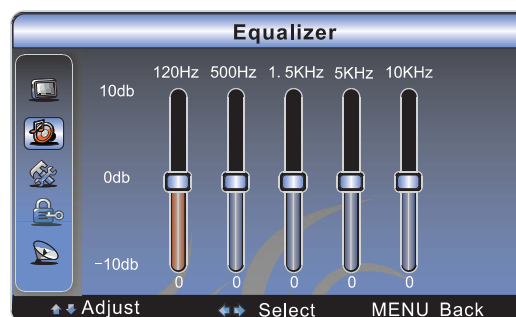 Equalizer
120Hz 500Hz 1.5KHz 5KHz 10KHz
10db
0db
-10db
0 0 0 0 0
Adjust Select MENU Back